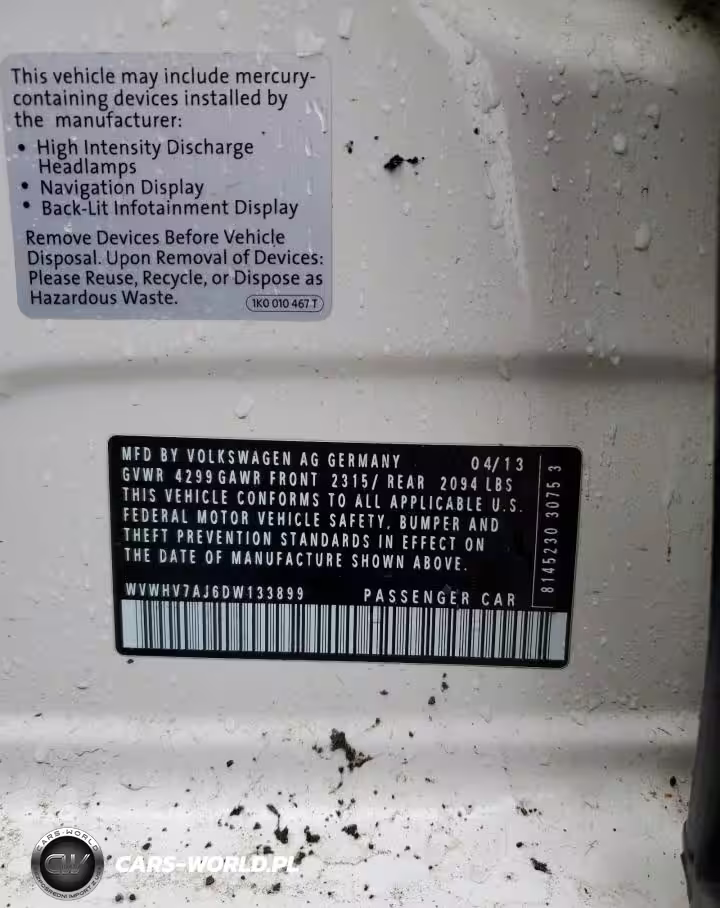 This vehicle may include mercury-
containing devices installed by
the manufacturer:
• High Intensity Discharge
Headlamps
• Navigation Display
• Back-Lit Infotainment Display
Remove Devices Before Vehicle
Disposal. Upon Removal of Devices:
Please Reuse, Recycle, or Dispose as
Hazardous Waste.
1K0 010 467 T
MFD BY VOLKSWAGEN AG GERMANY 04/13
GVWR 4299 GAWR FRONT 2315/ REAR 2094 LBS
THIS VEHICLE CONFORMS TO ALL APPLICABLE U.S.
FEDERAL MOTOR VEHICLE SAFETY, BUMPER AND
THEFT PREVENTION STANDARDS IN EFFECT ON
THE DATE OF MANUFACTURE SHOWN ABOVE.
WVWHV7AJ6DW133899 PASSENGER CAR
8145230 3075 3
CARS-WORLD
CW
CARS-WORLD.PL